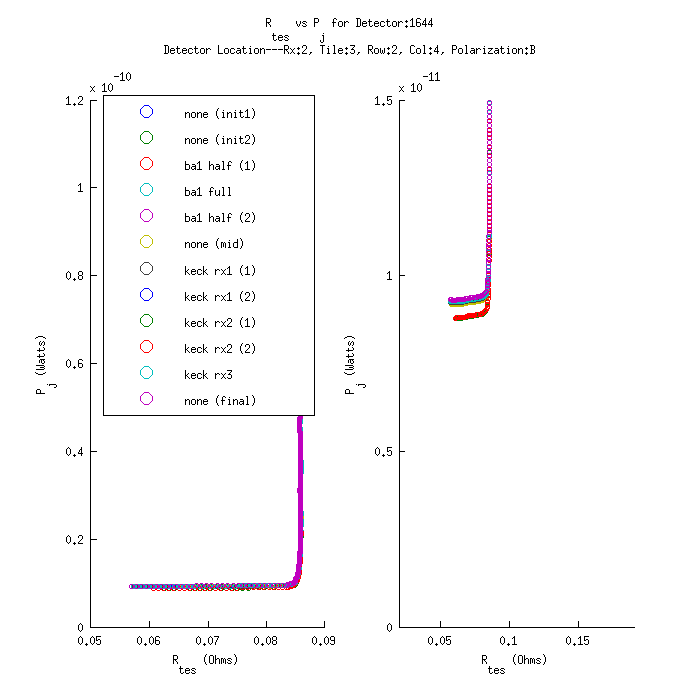 R tes vs P j for Detector:1644
Detector Location---Rx:2, Tile:3, Row:2, Col:4, Polarization:B
x 10^-10
1.2
1
0.8
0.6
0.4
0.2
0
P j (Watts)
none (init1)
none (init2)
ba1 half (1)
ba1 full
ba1 half (2)
none (mid)
keck rx1 (1)
keck rx1 (2)
keck rx2 (1)
keck rx2 (2)
keck rx3
none (final)
0.05 0.06 0.07 0.08 0.09
R tes (Ohms)
x 10^-11
1.5
1
0.5
0
P j (Watts)
0.05 0.1 0.15
R tes (Ohms)